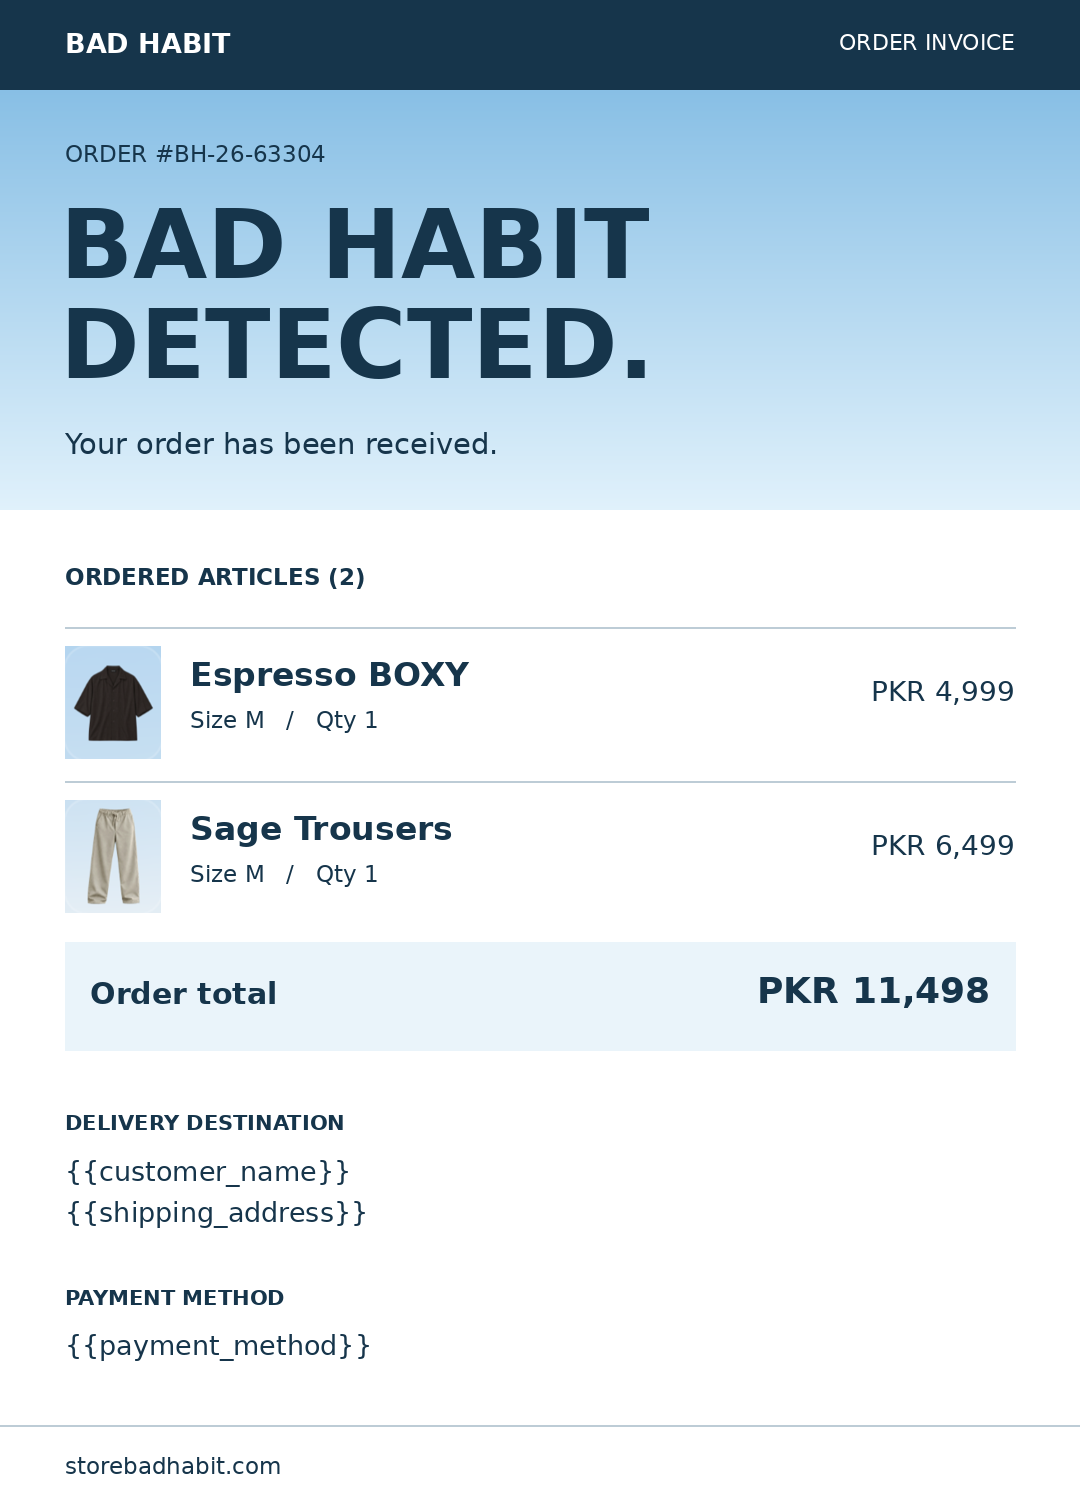 BAD HABIT
ORDER INVOICE
ORDER #BH-26-63304
BAD HABIT
DETECTED.
Your order has been received.
ORDERED ARTICLES (2)
Espresso BOXY
PKR 4,999
Size M / Qty 1
Sage Trousers
PKR 6,499
Size M / Qty 1
Order total
PKR 11,498
DELIVERY DESTINATION
{{customer_name}}
{{shipping_address}}
PAYMENT METHOD
{{payment_method}}
storebadhabit.com